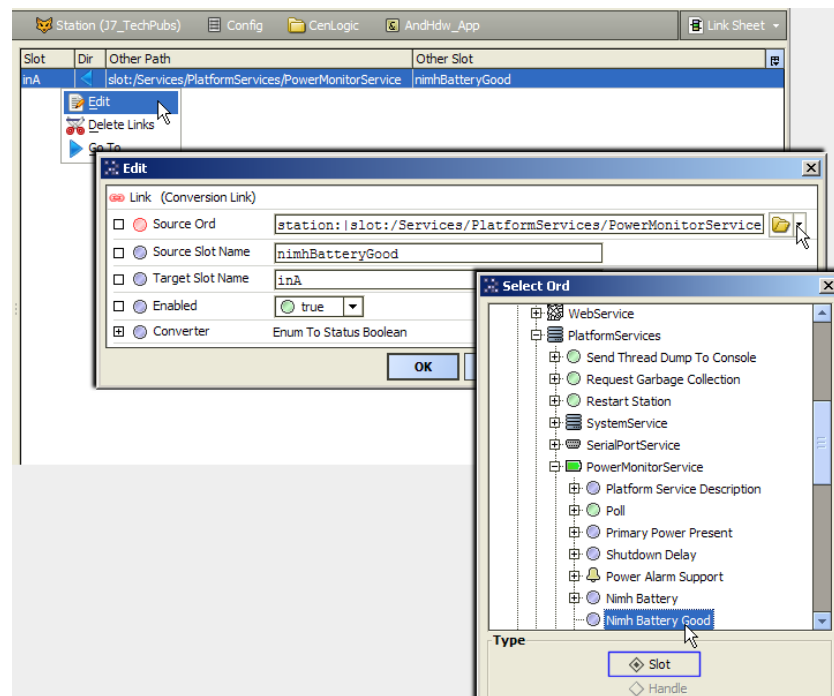 Station (J7_TechPubs) Config CenLogic AndHdw_App Link Sheet
Slot Dir Other Path Other Slot
inA slot:/Services/PlatformServices/PowerMonitorService nimhBatteryGood
Edit
Delete Links
Go To
Edit
Link (Conversion Link)
Source Ord station:|slot:/Services/PlatformServices/PowerMonitorService
Source Slot Name nimhBatteryGood
Target Slot Name inA
Enabled true
Converter Enum To Status Boolean
OK
Select Ord
WebService
PlatformServices
Send Thread Dump To Console
Request Garbage Collection
Restart Station
SystemService
SerialPortService
PowerMonitorService
Platform Service Description
Poll
Primary Power Present
Shutdown Delay
Power Alarm Support
Nimh Battery
Nimh Battery Good
Type
Slot
Handle